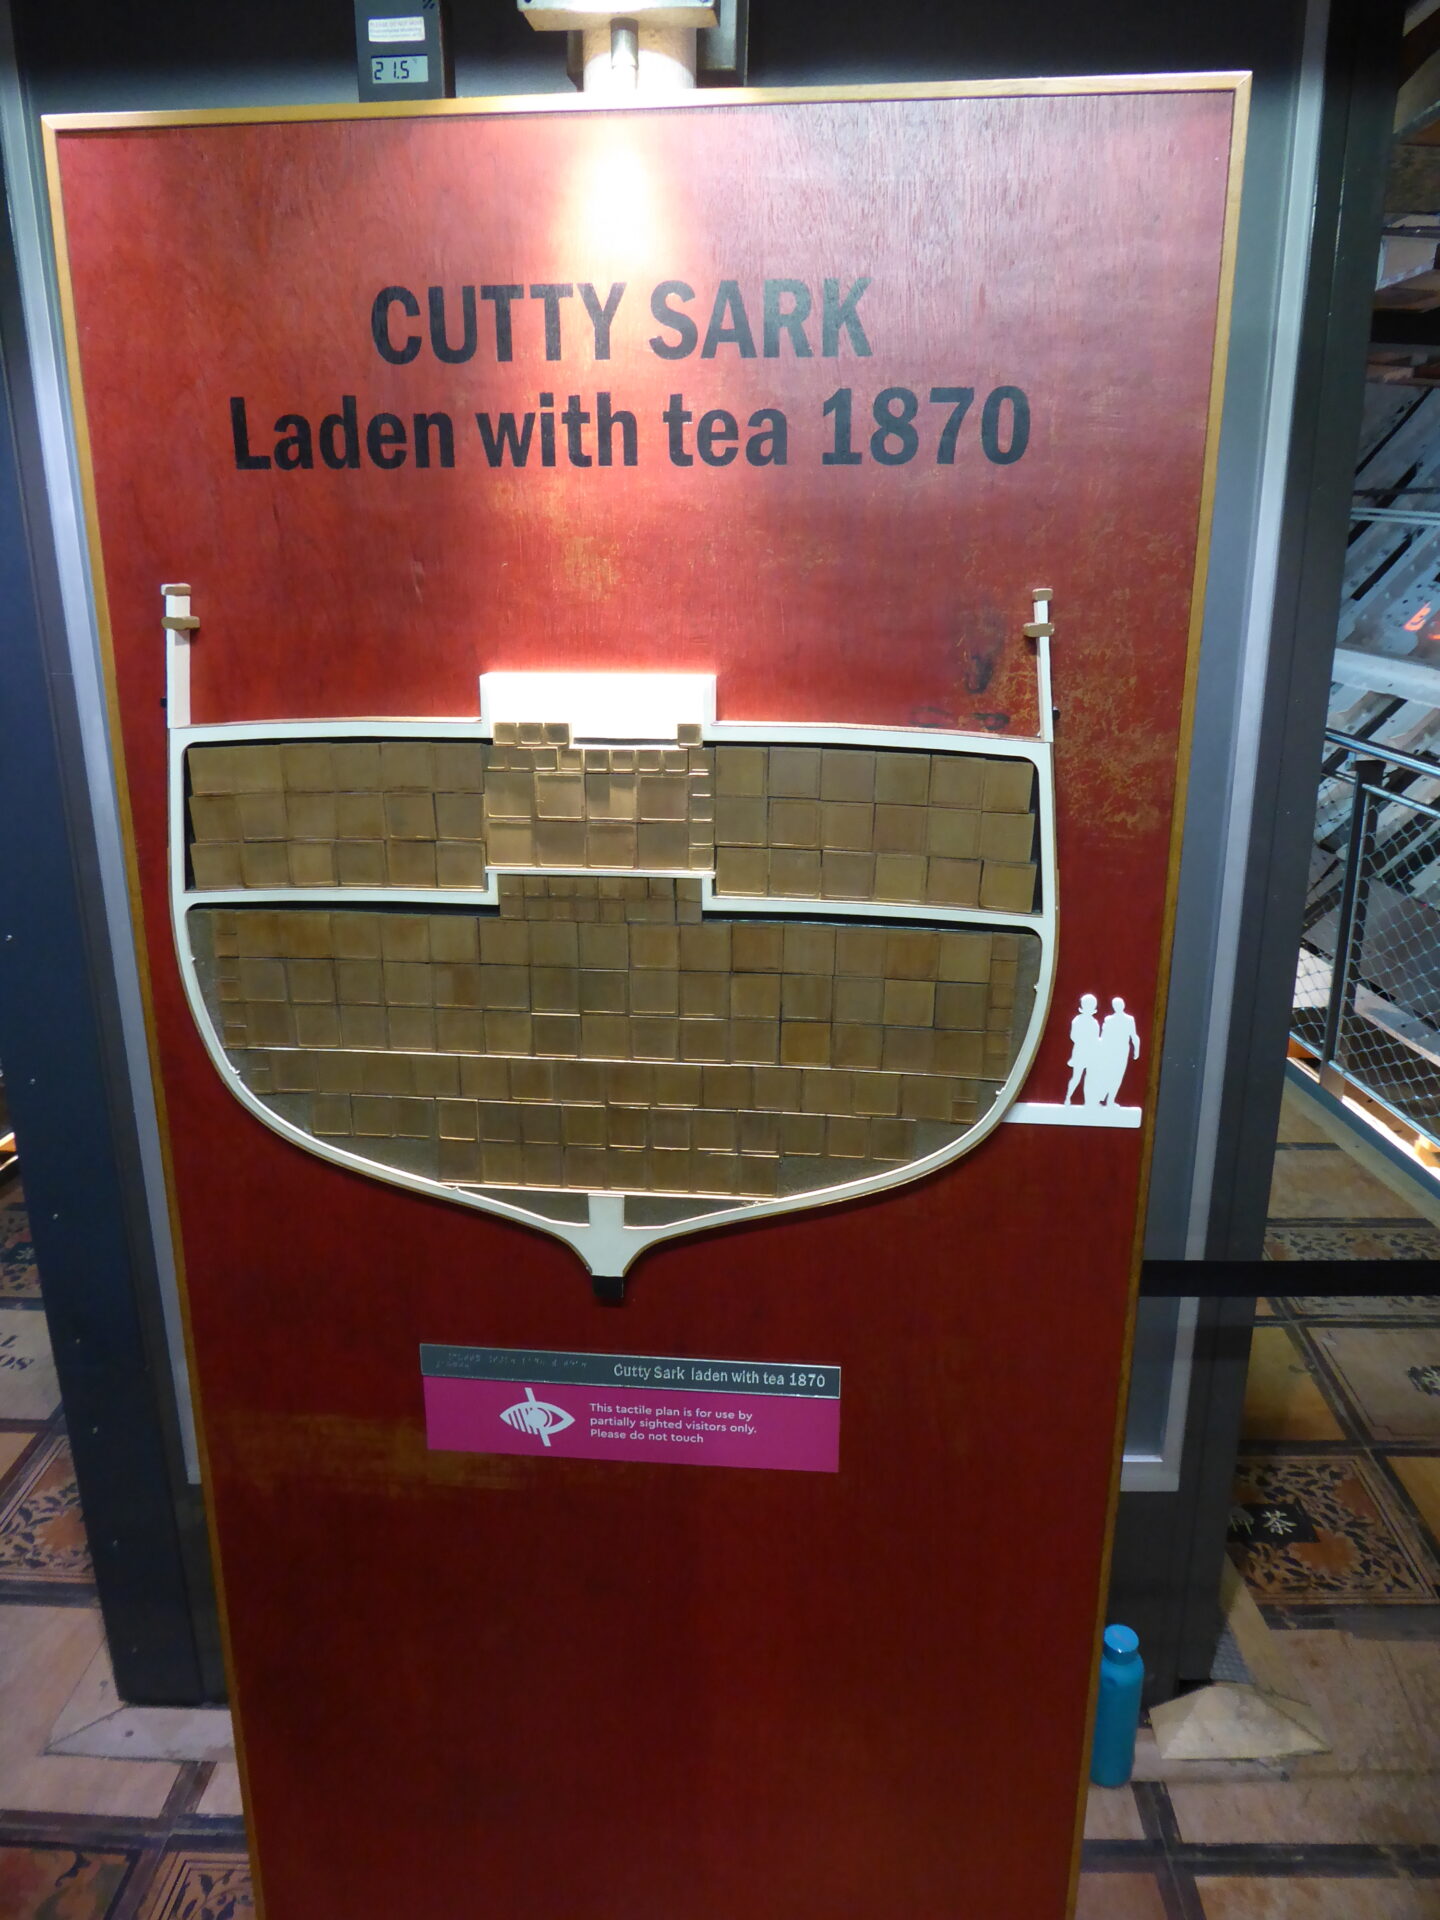 21.5°
CUTTY SARK
Laden with tea 1870
Cutty Sark laden with tea 1870
This tactile plan is for use by
partially sighted visitors only.
Please do not touch
茶